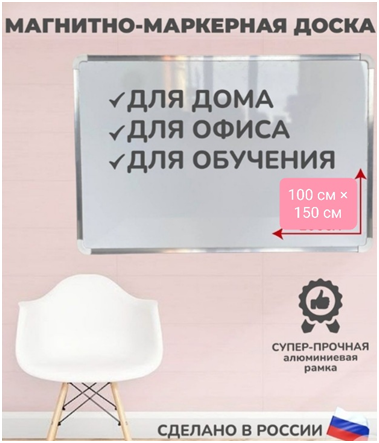 МАГНИТНО-МАРКЕРНАЯ ДОСКА
ДЛЯ ДОМА
ДЛЯ ОФИСА
ДЛЯ ОБУЧЕНИЯ
100 см ×
150 см
СУПЕР-ПРОЧНАЯ
алюминиевая
рамка
СДЕЛАНО В РОССИИ